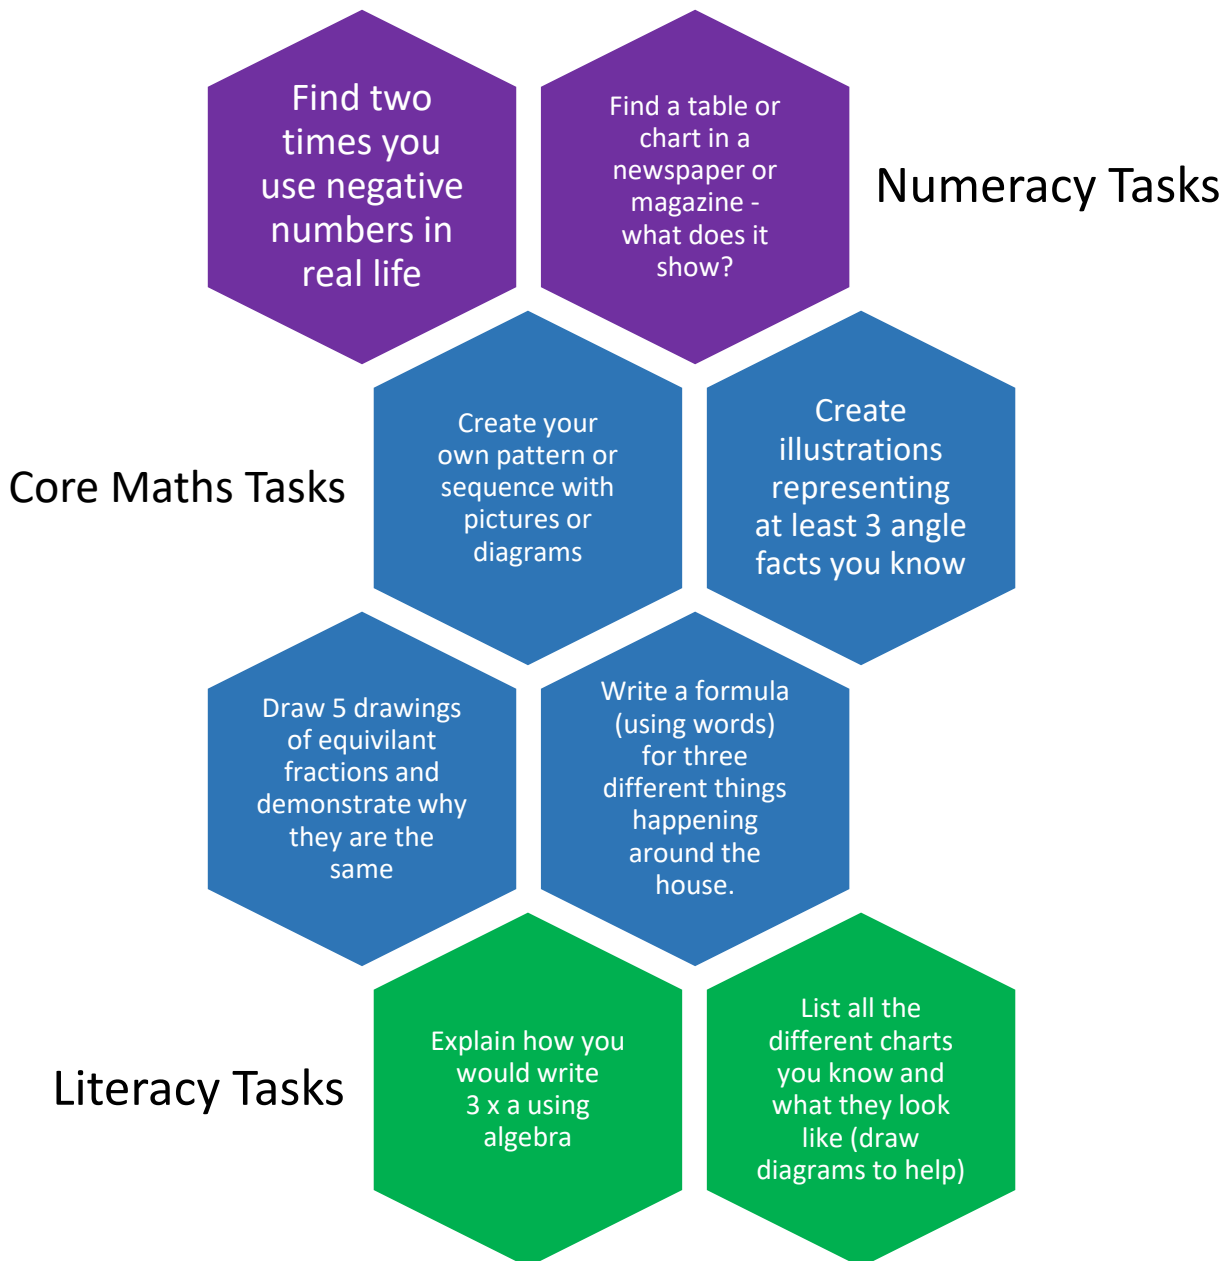 Find two
times you
use negative
numbers in
real life
Find a table or
chart in a
newspaper or
magazine -
what does it
show?
Numeracy Tasks
Core Maths Tasks
Create your
own pattern or
sequence with
pictures or
diagrams
Create
illustrations
representing
at least 3 angle
facts you know
Draw 5 drawings
of equivilant
fractions and
demonstrate why
they are the
same
Write a formula
(using words)
for three
different things
happening
around the
house.
Literacy Tasks
Explain how you
would write
3 x a using
algebra
List all the
different charts
you know and
what they look
like (draw
diagrams to help)